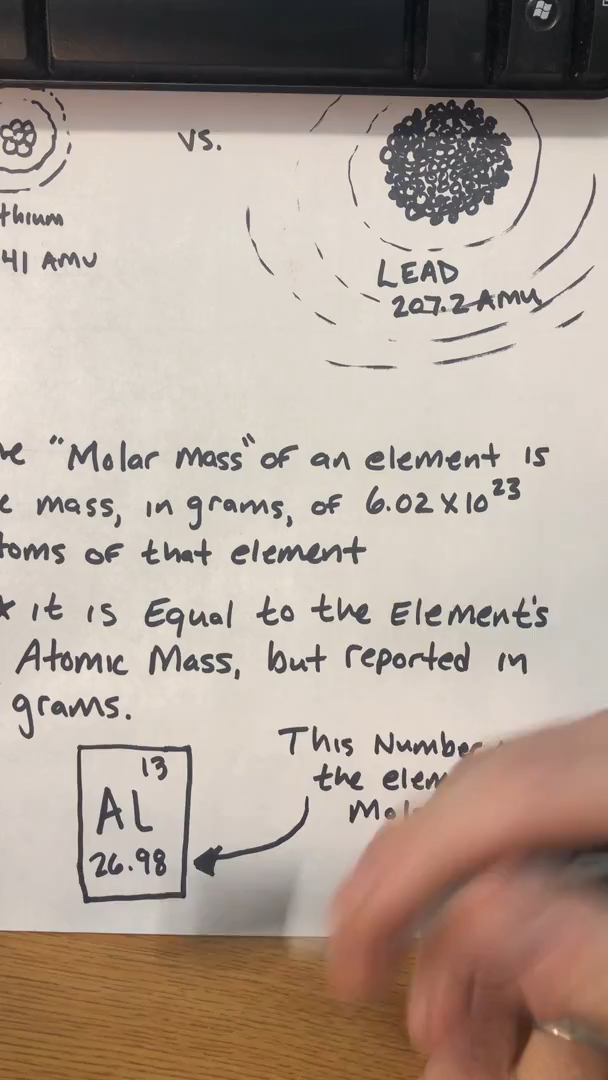 vs.
thium
41 AMU
LEAD
207.2 AMU
"Molar mass" of an element is
mass, in grams, of 6.02 x 10²³
toms of that element
* it is Equal to the Element's
Atomic Mass, but reported in
grams.
13
AL
26.98
This Number
the elem
Mol